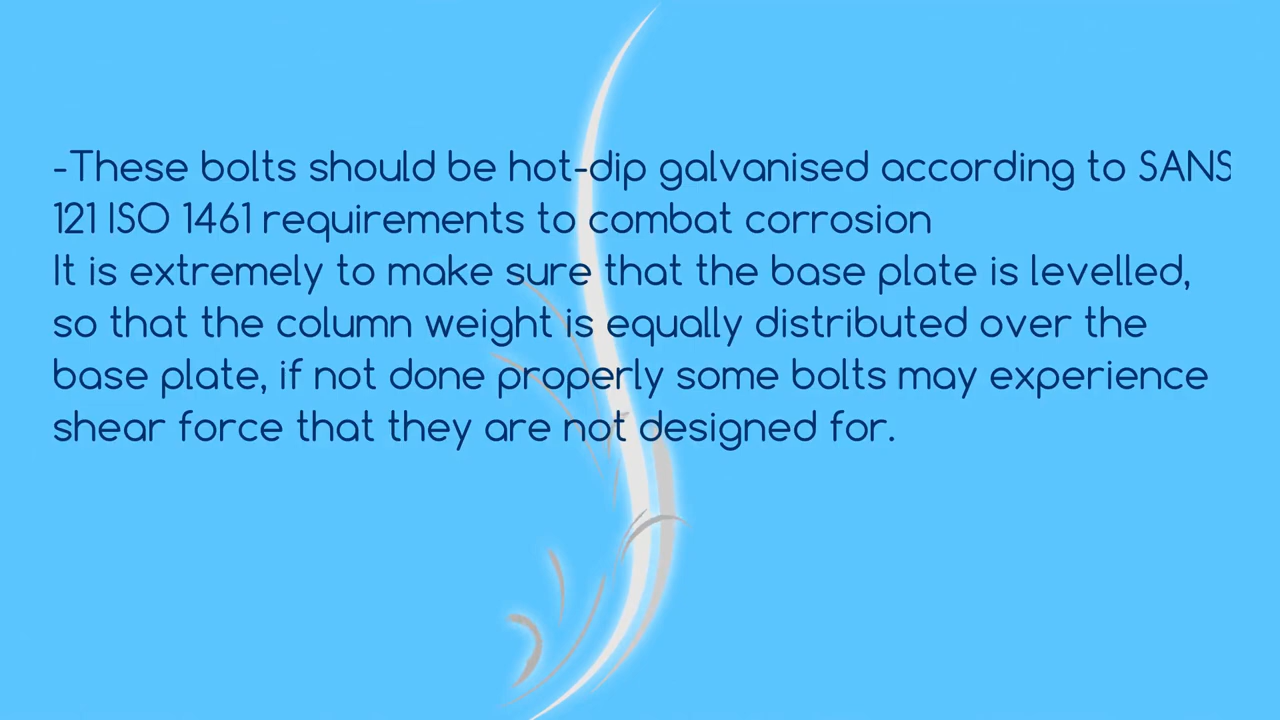 -These bolts should be hot-dip galvanised according to SANS
121 ISO 1461 requirements to combat corrosion
It is extremely to make sure that the base plate is levelled,
so that the column weight is equally distributed over the
base plate, if not done properly some bolts may experience
shear force that they are not designed for.